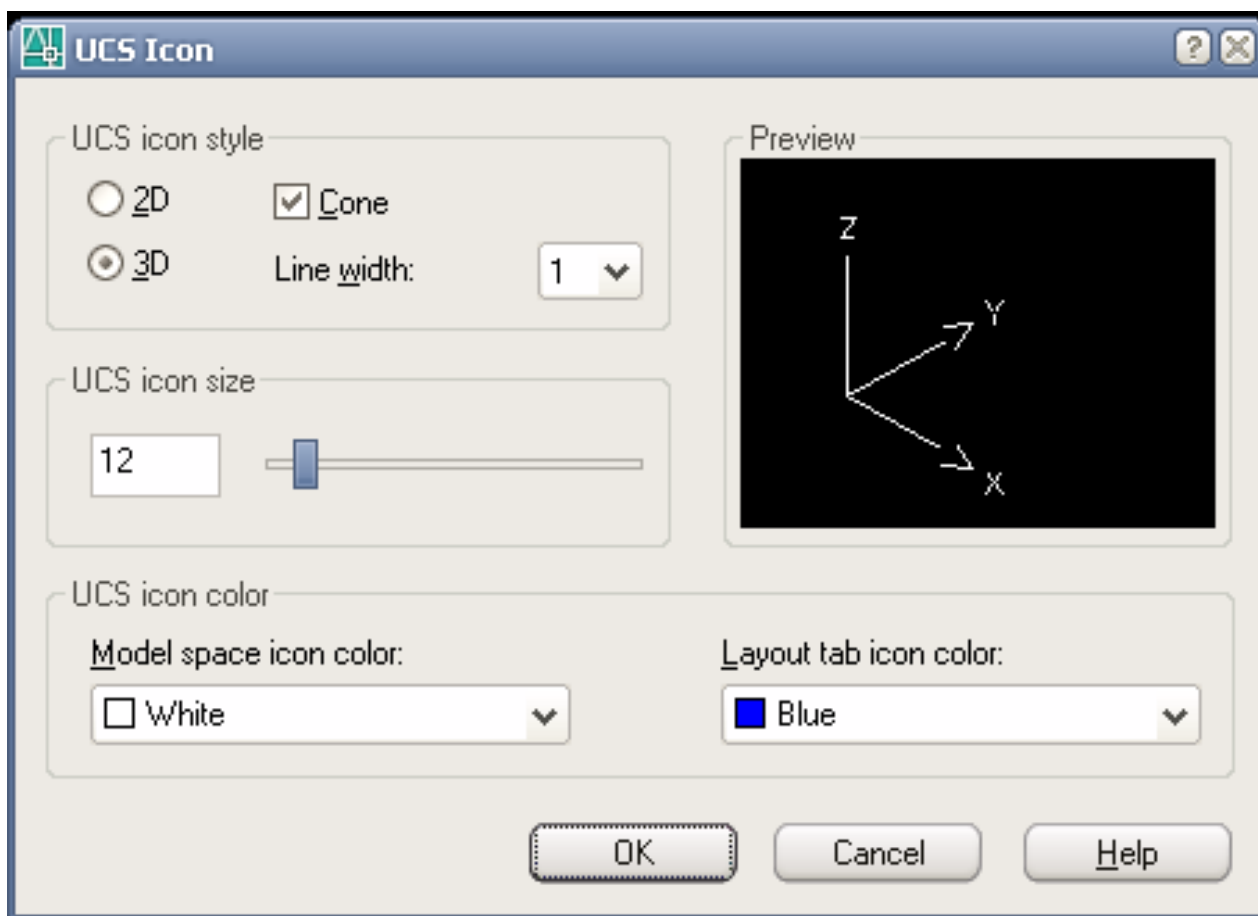 UCS Icon
UCS icon style
2D
Cone
3D
Line width:
1
Preview
Z
Y
X
UCS icon size
12
UCS icon color
Model space icon color:
White
Layout tab icon color:
Blue
OK
Cancel
Help